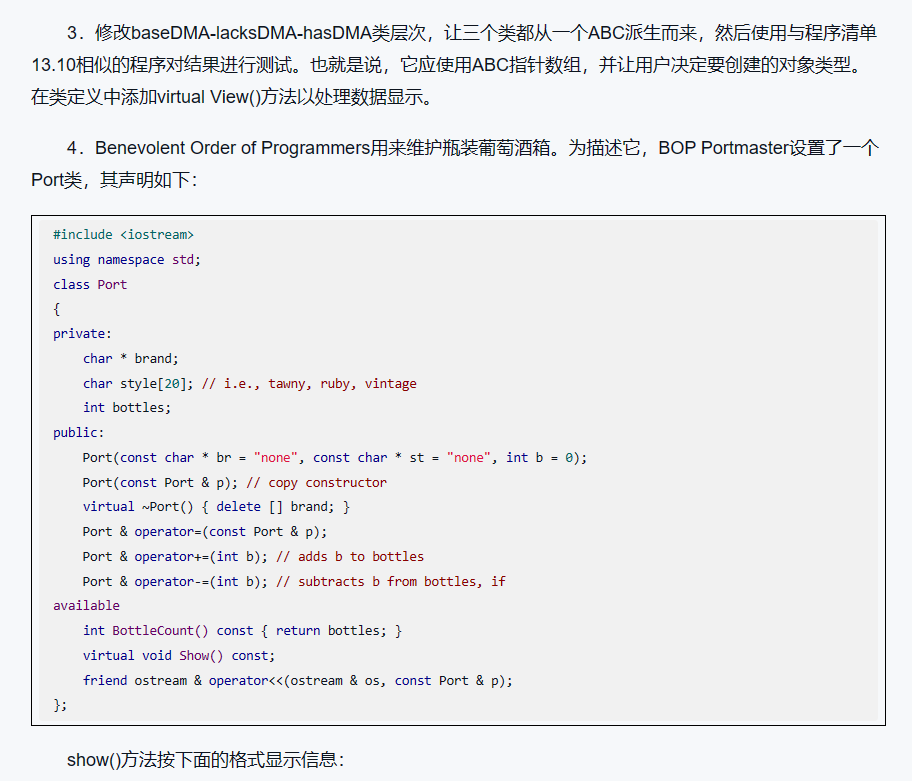 3．修改baseDMA-lacksDMA-hasDMA类层次，让三个类都从一个ABC派生而来，然后使用与程序清单
13.10相似的程序对结果进行测试。也就是说，它应使用ABC指针数组，并让用户决定要创建的对象类型。
在类定义中添加virtual View()方法以处理数据显示。
4．Benevolent Order of Programmers用来维护瓶装葡萄酒箱。为描述它，BOP Portmaster设置了一个
Port类，其声明如下：
#include <iostream>
using namespace std;
class Port
{
private:
    char * brand;
    char style[20]; // i.e., tawny, ruby, vintage
    int bottles;
public:
    Port(const char * br = "none", const char * st = "none", int b = 0);
    Port(const Port & p); // copy constructor
    virtual ~Port() { delete [] brand; }
    Port & operator=(const Port & p);
    Port & operator+=(int b); // adds b to bottles
    Port & operator-=(int b); // subtracts b from bottles, if
available
    int BottleCount() const { return bottles; }
    virtual void Show() const;
    friend ostream & operator<<(ostream & os, const Port & p);
};
show()方法按下面的格式显示信息：